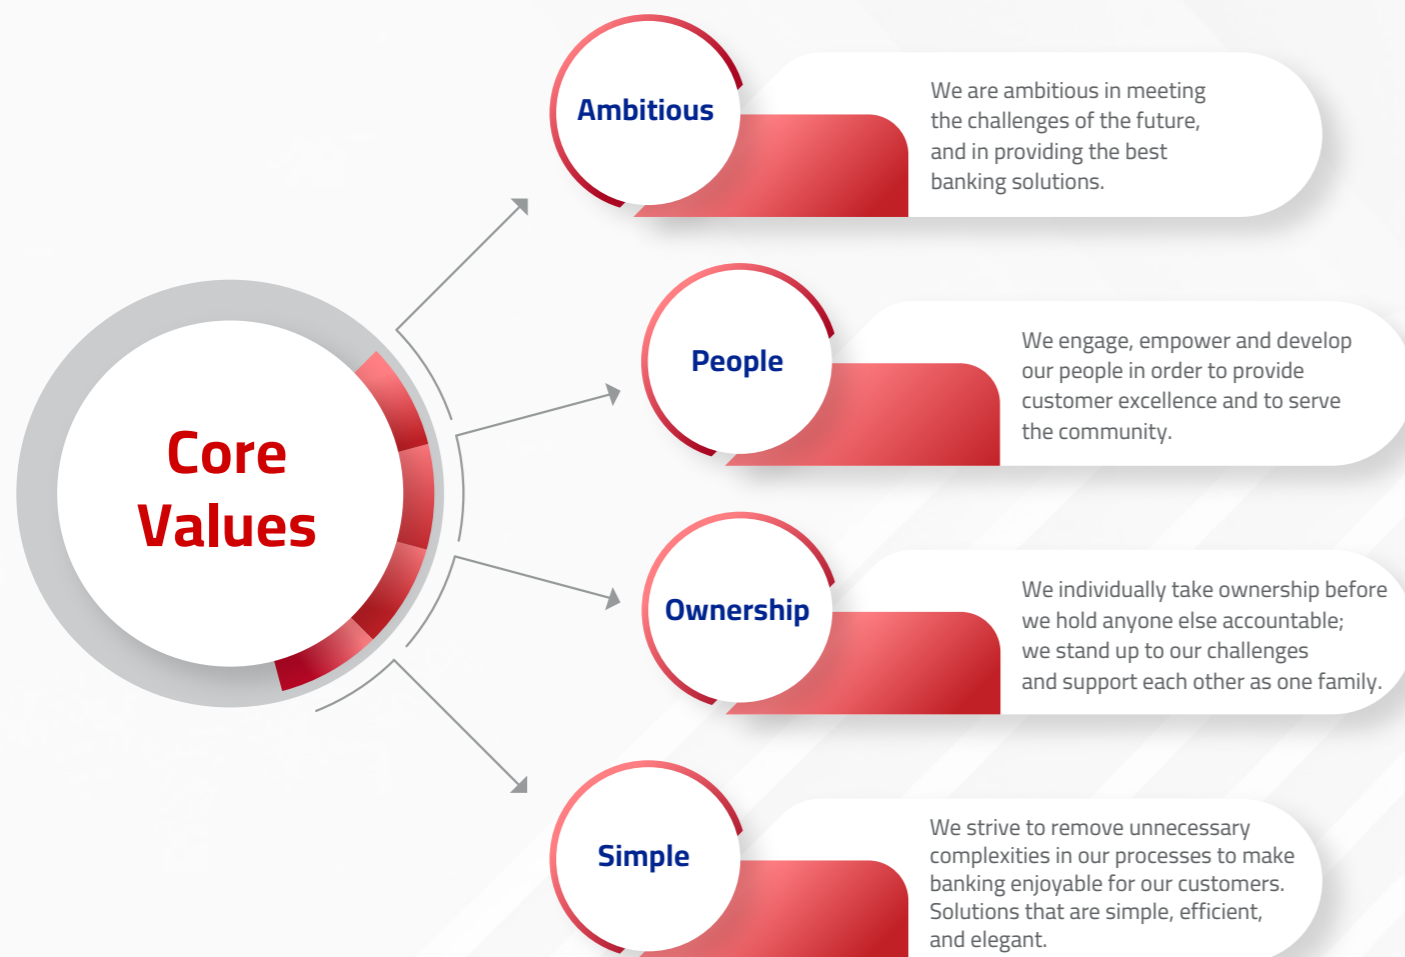 Core
Values
Ambitious
We are ambitious in meeting
the challenges of the future,
and in providing the best
banking solutions.
People
We engage, empower and develop
our people in order to provide
customer excellence and to serve
the community.
Ownership
We individually take ownership before
we hold anyone else accountable;
we stand up to our challenges
and support each other as one family.
Simple
We strive to remove unnecessary
complexities in our processes to make
banking enjoyable for our customers.
Solutions that are simple, efficient,
and elegant.